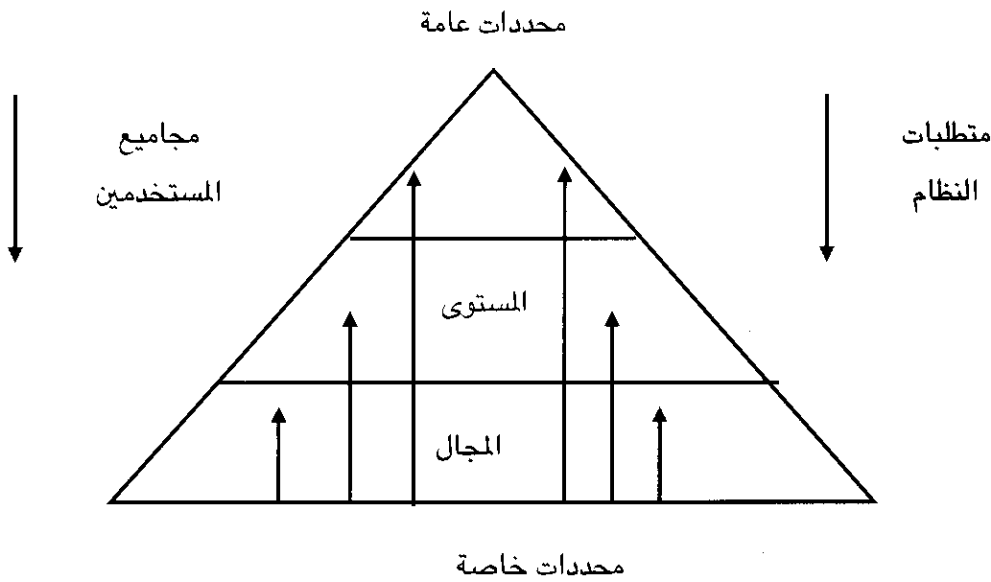 محددات عامة
متطلبات
النظام
مجاميع
المستخدمين
المستوى
المجال
محددات خاصة